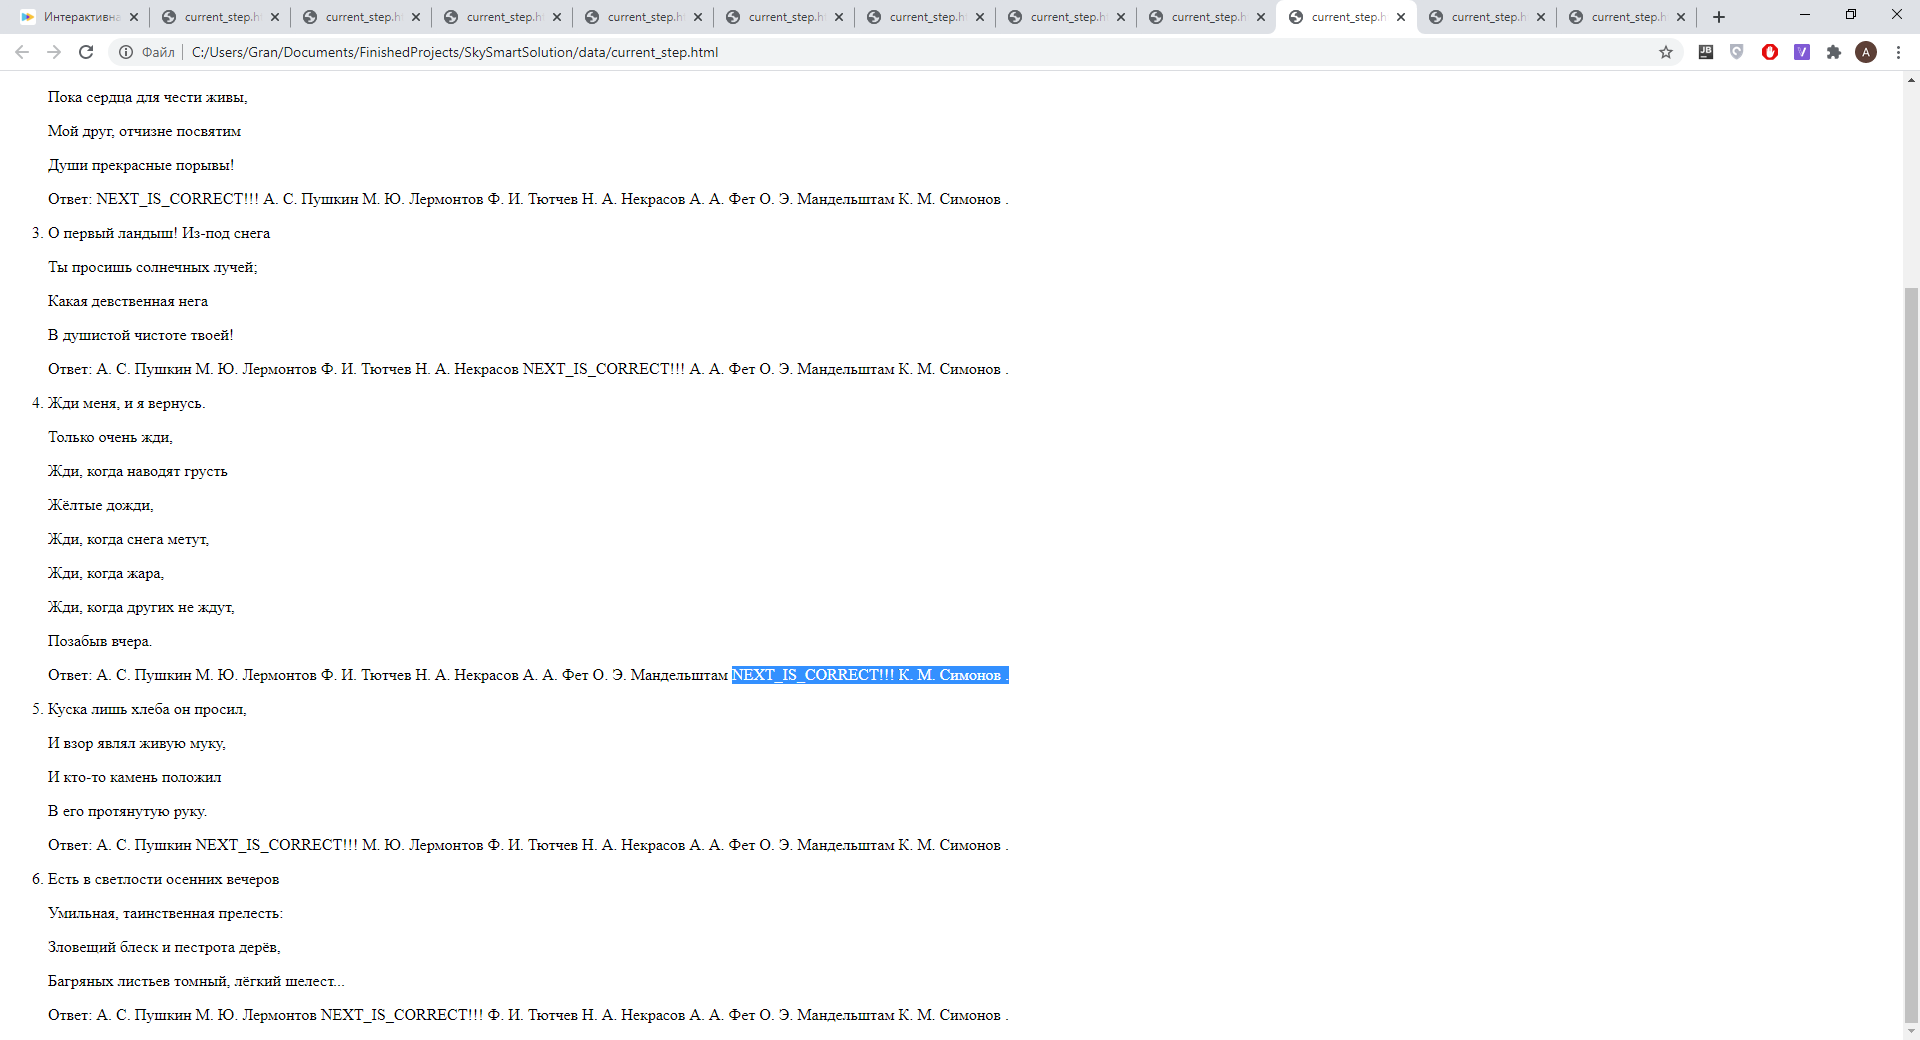 Интерактивна
current_step.h
current_step.h
current_step.h
current_step.h
current_step.h
current_step.h
current_step.h
current_step.h
current_step.h
current_step.h
current_step.h
Файл
C:/Users/Gran/Documents/FinishedProjects/SkySmartSolution/data/current_step.html
JB
V
A
Пока сердца для чести живы,
Мой друг, отчизне посвятим
Души прекрасные порывы!
Ответ: NEXT_IS_CORRECT!!! А. С. Пушкин М. Ю. Лермонтов Ф. И. Тютчев Н. А. Некрасов А. А. Фет О. Э. Мандельштам К. М. Симонов .
3. О первый ландыш! Из-под снега
Ты просишь солнечных лучей;
Какая девственная нега
В душистой чистоте твоей!
Ответ: А. С. Пушкин М. Ю. Лермонтов Ф. И. Тютчев Н. А. Некрасов NEXT_IS_CORRECT!!! А. А. Фет О. Э. Мандельштам К. М. Симонов .
4. Жди меня, и я вернусь.
Только очень жди,
Жди, когда наводят грусть
Жёлтые дожди,
Жди, когда снега метут,
Жди, когда жара,
Жди, когда других не ждут,
Позабыв вчера.
Ответ: А. С. Пушкин М. Ю. Лермонтов Ф. И. Тютчев Н. А. Некрасов А. А. Фет О. Э. Мандельштам NEXT_IS_CORRECT!!! К. М. Симонов .
5. Куска лишь хлеба он просил,
И взор являл живую муку,
И кто-то камень положил
В его протянутую руку.
Ответ: А. С. Пушкин NEXT_IS_CORRECT!!! М. Ю. Лермонтов Ф. И. Тютчев Н. А. Некрасов А. А. Фет О. Э. Мандельштам К. М. Симонов .
6. Есть в светлости осенних вечеров
Умильная, таинственная прелесть:
Зловещий блеск и пестрота дерёв,
Багряных листьев томный, лёгкий шелест...
Ответ: А. С. Пушкин М. Ю. Лермонтов NEXT_IS_CORRECT!!! Ф. И. Тютчев Н. А. Некрасов А. А. Фет О. Э. Мандельштам К. М. Симонов .